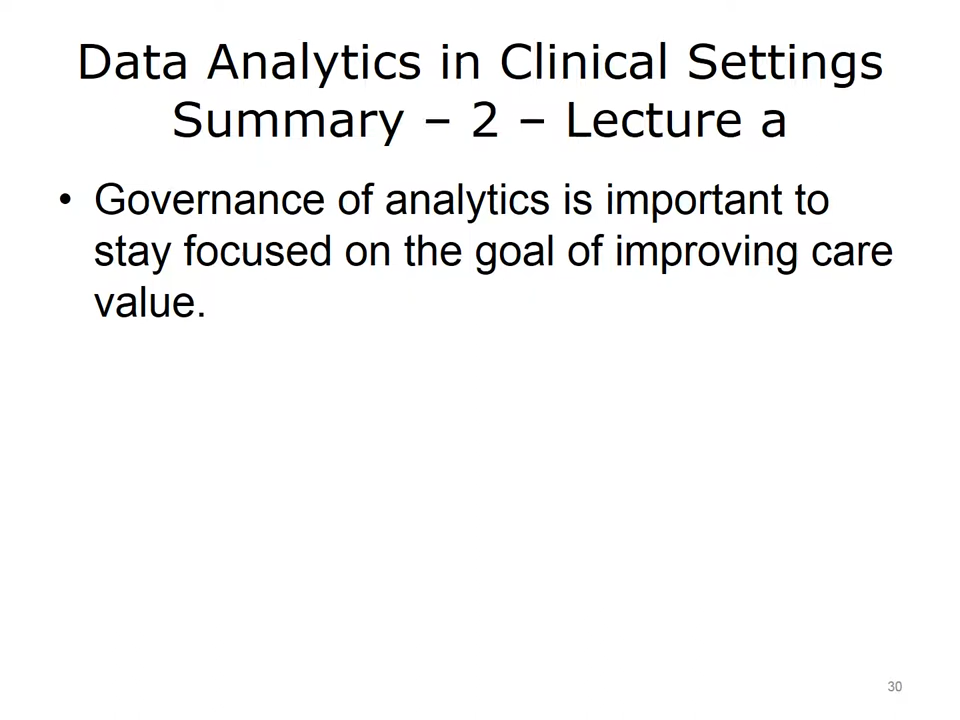 Data Analytics in Clinical Settings
Summary – 2 – Lecture a
• Governance of analytics is important to
stay focused on the goal of improving care
value.
30